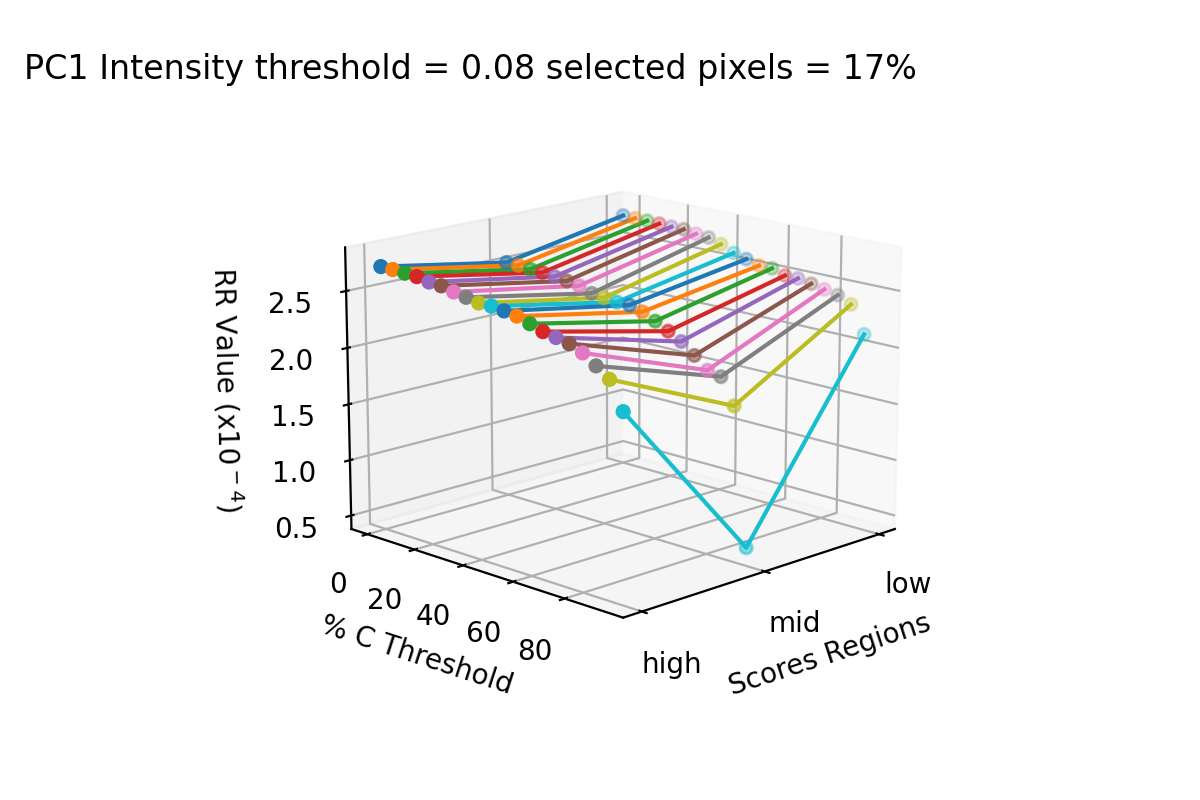 PC1 Intensity threshold = 0.08 selected pixels = 17%
RR Value (x10⁻⁴)
2.5
2.0
1.5
1.0
0.5
0
20
40
60
80
% C Threshold
high
mid
low
Scores Regions